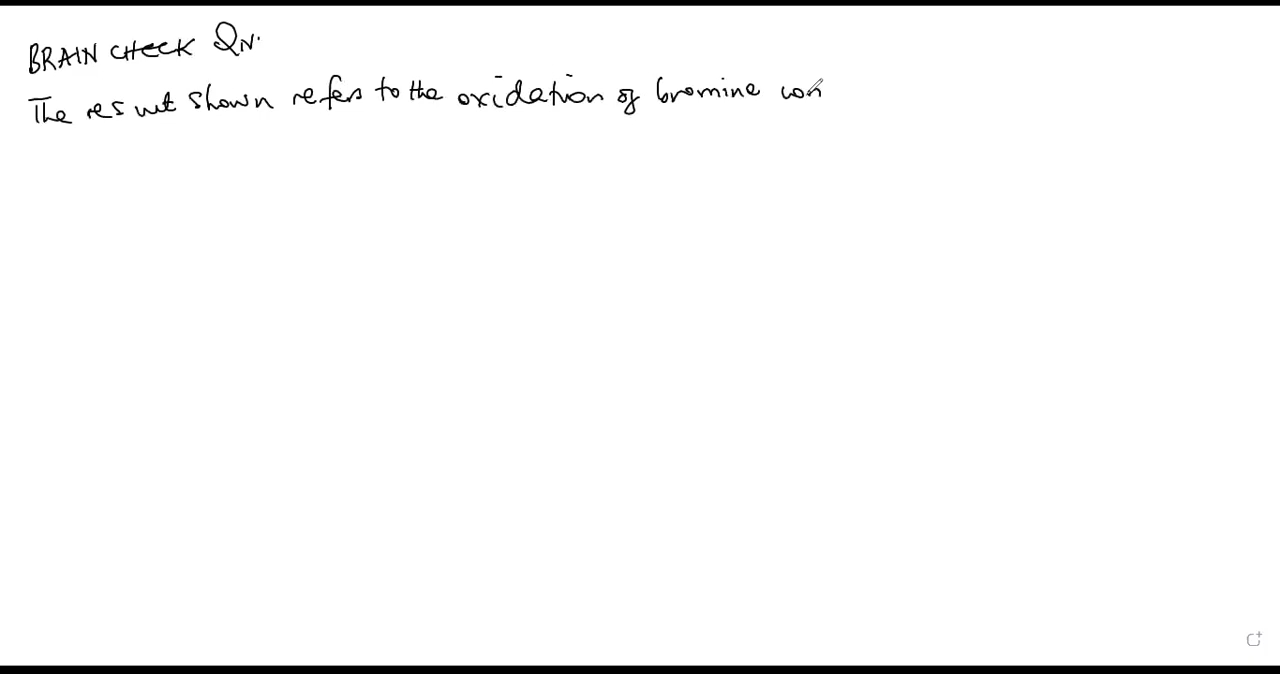 BRAIN CHECK QN.
The result shown refers to the oxidation of bromine